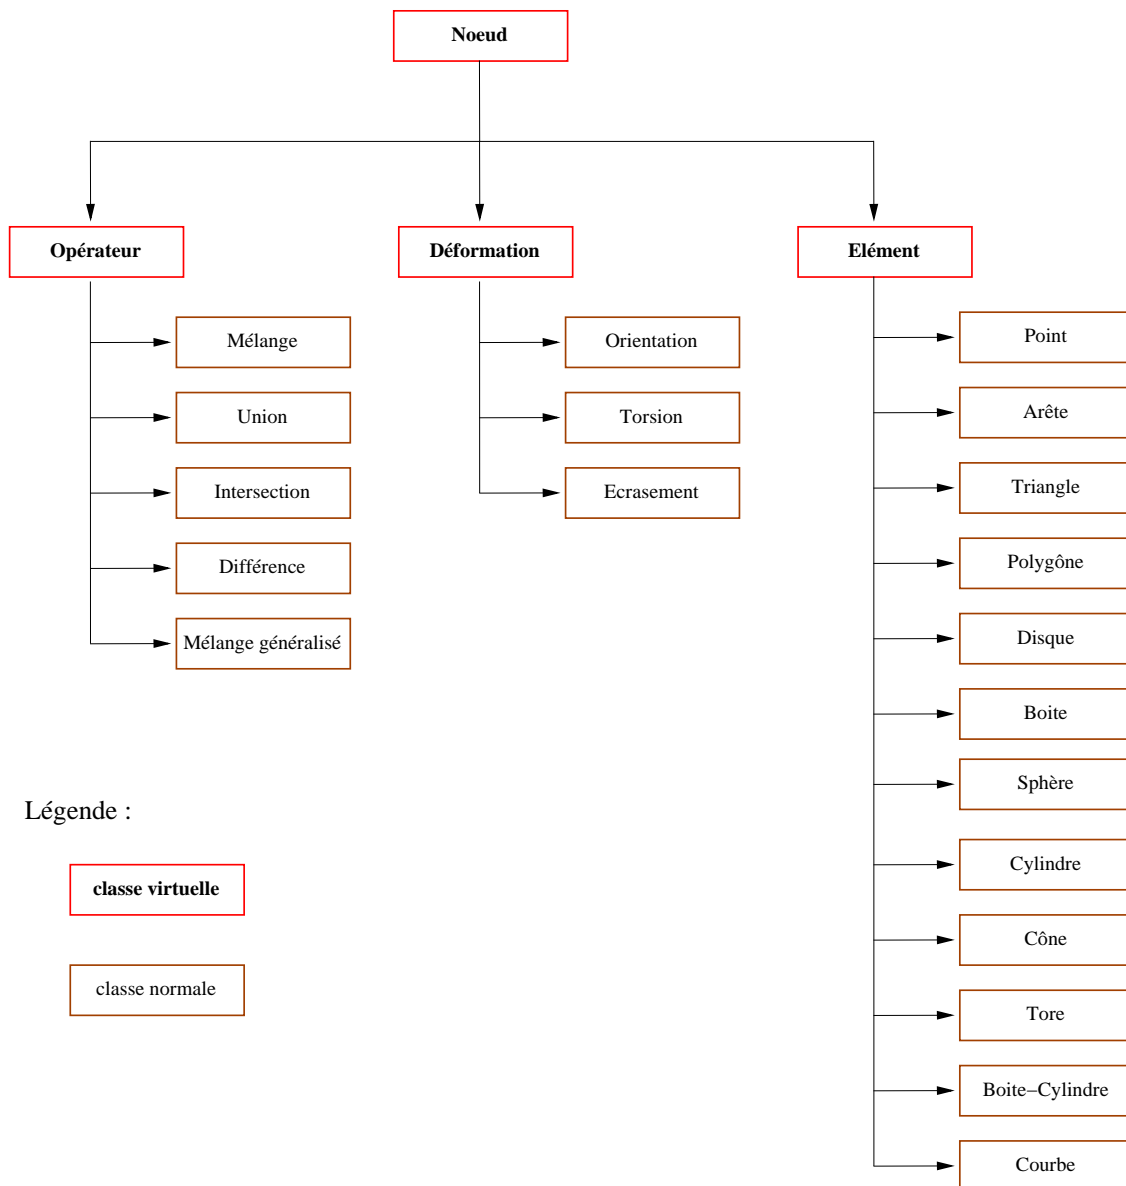 Noeud
Opérateur
Mélange
Union
Intersection
Différence
Mélange généralisé
Déformation
Orientation
Torsion
Ecrasement
Elément
Point
Arête
Triangle
Polygône
Disque
Boite
Sphère
Cylindre
Cône
Tore
Boite−Cylindre
Courbe
Légende :
classe virtuelle
classe normale